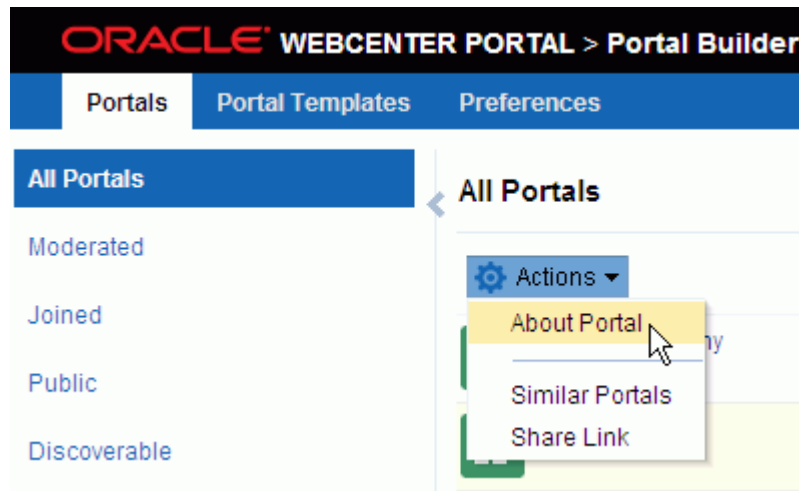 ORACLE WEBCENTER PORTAL > Portal Builder
Portals Portal Templates Preferences
All Portals
Moderated
Joined
Public
Discoverable
All Portals
Actions
About Portal
Similar Portals
Share Link